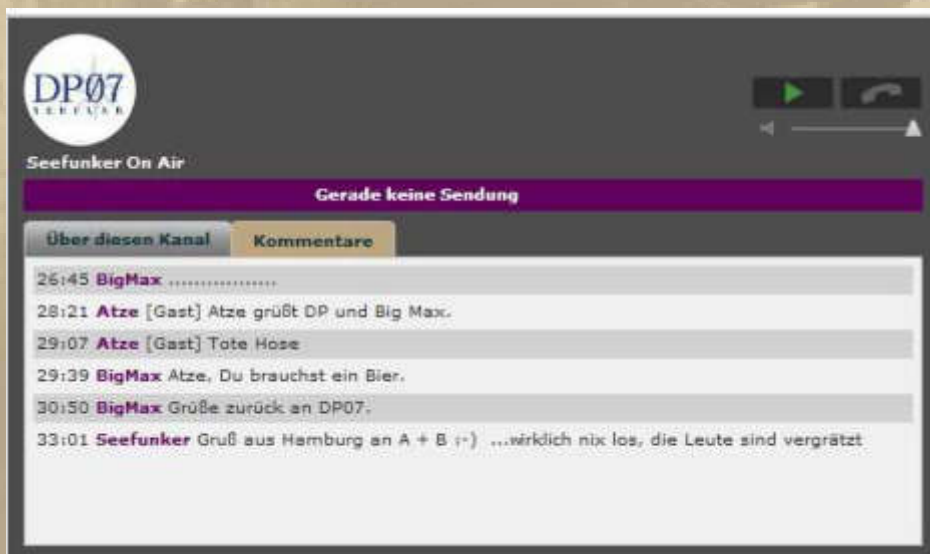 DP07
SEEFUNK
Seefunker On Air
Gerade keine Sendung
Über diesen Kanal
Kommentare
26:45 BigMax .................
28:21 Atze [Gast] Atze grüßt DP und Big Max.
29:07 Atze [Gast] Tote Hose
29:39 BigMax Atze, Du brauchst ein Bier.
30:50 BigMax Grüße zurück an DP07.
33:01 Seefunker Gruß aus Hamburg an A + B ;-) ...wirklich nix los, die Leute sind vergrätzt